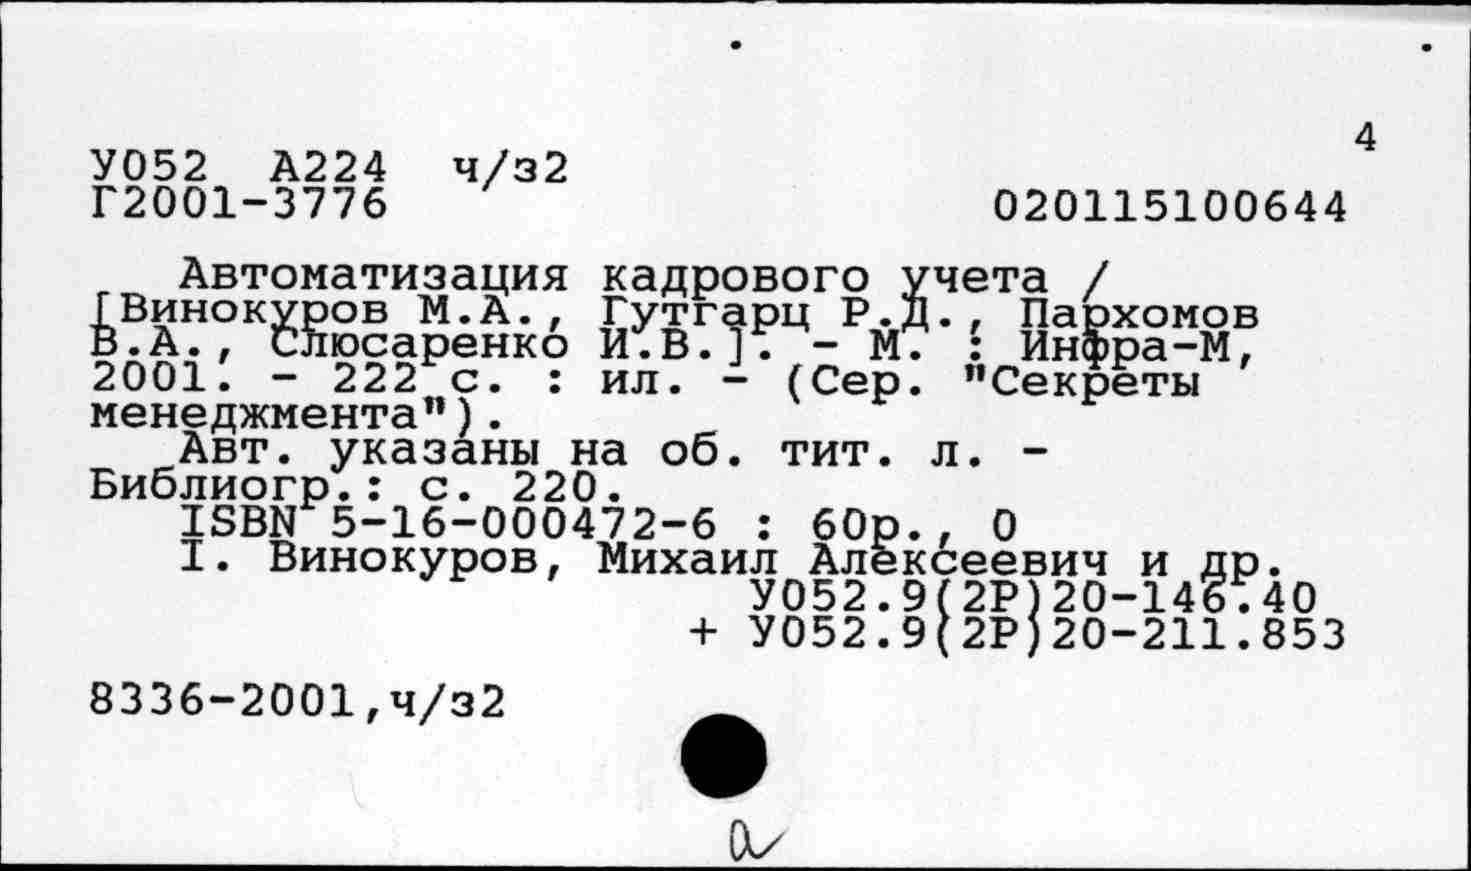 4
У052 А224 ч/з2
Г2001-3776 020115100644
Автоматизация кадрового учета /
[Винокуров М.А., Гутгарц Р.Д., Пархомов
В.А., Слюсаренко И.В.]. - М. : Инфра-М,
2001. - 222 с. : ил. - (Сер. "Секреты
менеджмента").
Авт. указаны на об. тит. л. -
Библиогр.: с. 220.
ISBN 5-16-000472-6 : 60р., 0
I. Винокуров, Михаил Алексеевич и др.
У052.9(2Р)20-146.40
+ У052.9(2Р)20-211.853
8336-2001,ч/з2
а